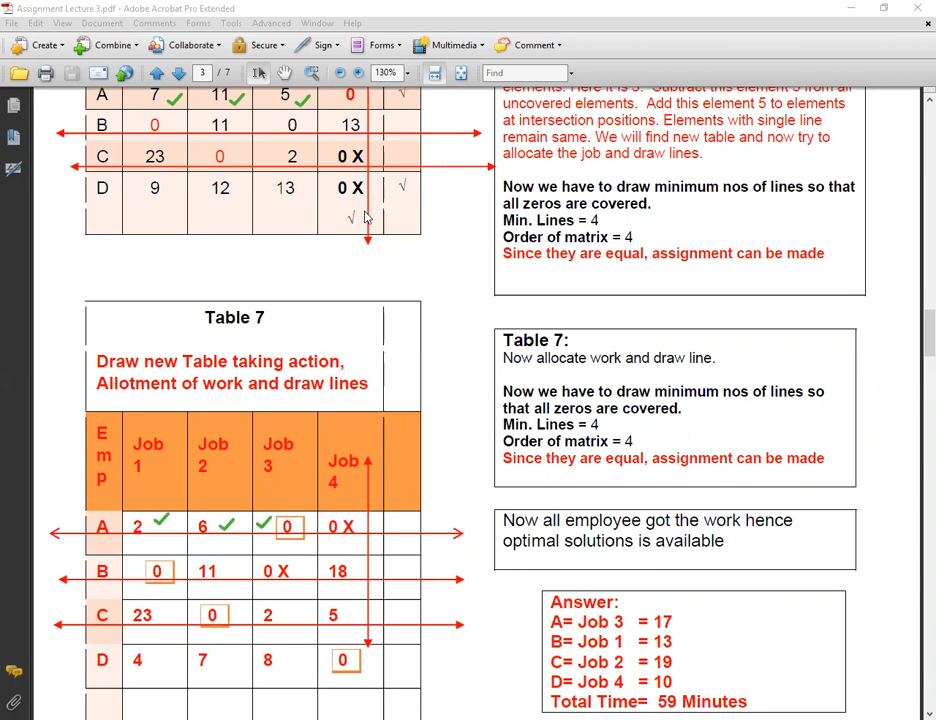 Assignment Lecture 3.pdf - Adobe Acrobat Pro Extended
File Edit View Document Comments Forms Tools Advanced Window Help
Create Combine Collaborate Secure Sign Forms Multimedia Comment
3 / 7 130% Find
A 7 11 5 0 √
B 0 11 0 13
C 23 0 2 0 X
D 9 12 13 0 X √
√
uncovered elements. Add this element 5 to elements
at intersection positions. Elements with single line
remain same. We will find new table and now try to
allocate the job and draw lines.
Now we have to draw minimum nos of lines so that
all zeros are covered.
Min. Lines = 4
Order of matrix = 4
Since they are equal, assignment can be made
Table 7
Draw new Table taking action,
Allotment of work and draw lines
Emp Job 1 Job 2 Job 3 Job 4
A 2 6 0 0 X
B 0 11 0 X 18
C 23 0 2 5
D 4 7 8 0
Table 7:
Now allocate work and draw line.
Now we have to draw minimum nos of lines so
that all zeros are covered.
Min. Lines = 4
Order of matrix = 4
Since they are equal, assignment can be made
Now all employee got the work hence
optimal solutions is available
Answer:
A= Job 3 = 17
B= Job 1 = 13
C= Job 2 = 19
D= Job 4 = 10
Total Time= 59 Minutes